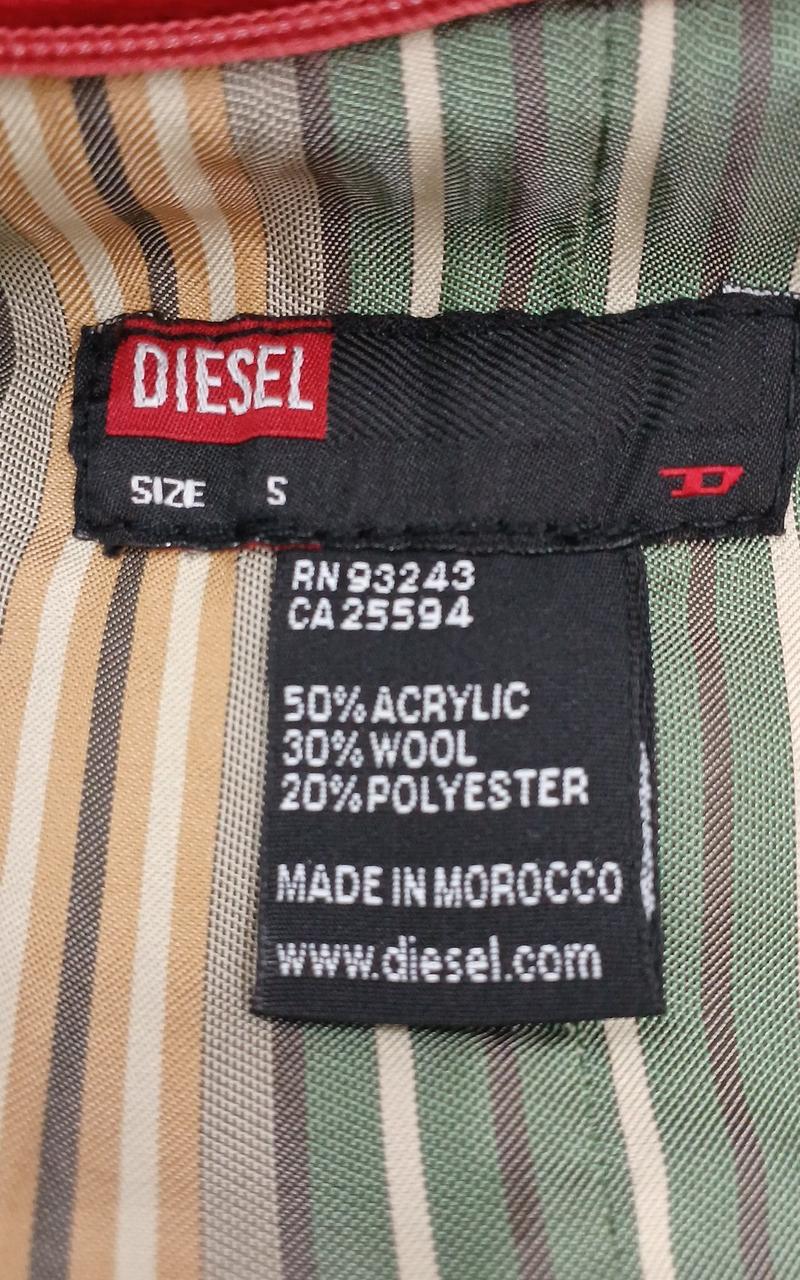 DIESEL
SIZE S D
RN 93243
CA 25594
50% ACRYLIC
30% WOOL
20% POLYESTER
MADE IN MOROCCO
www.diesel.com